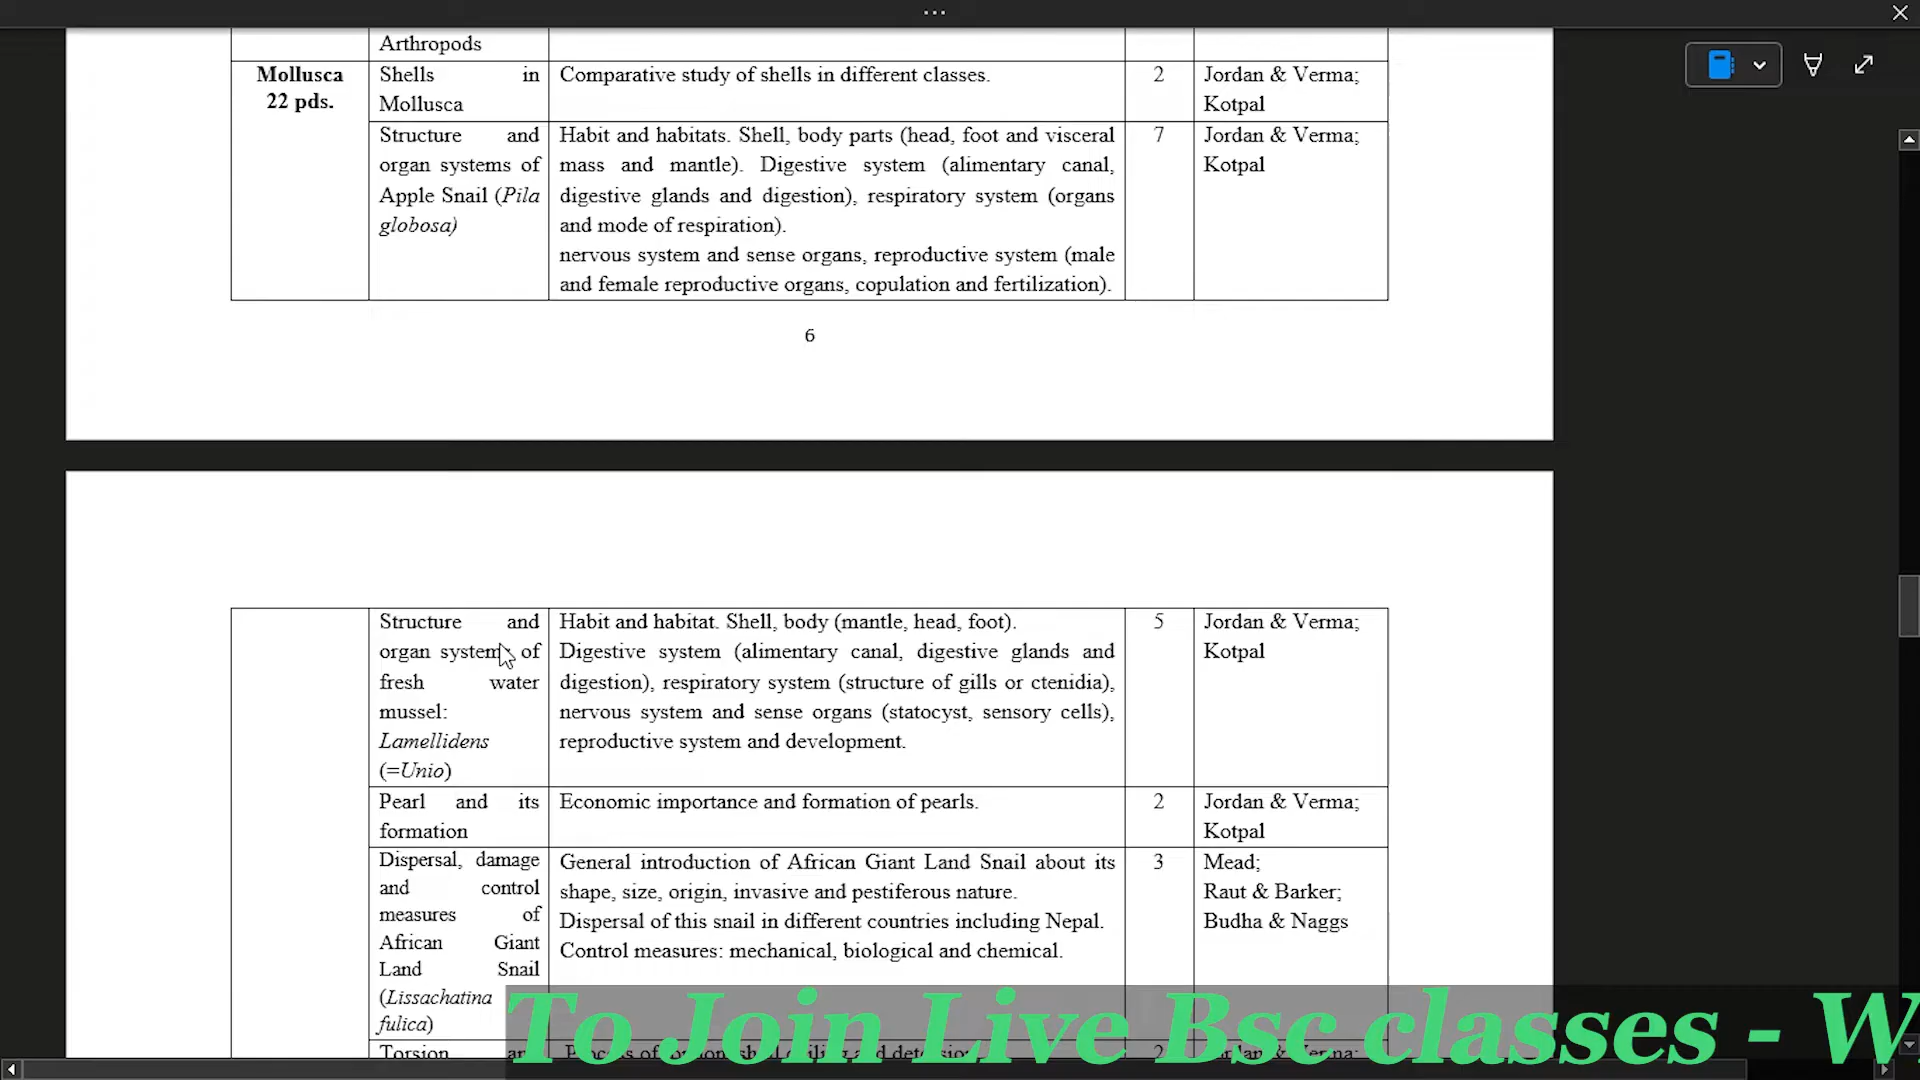 Arthropods
Mollusca
22 pds.
Shells in
Mollusca
Comparative study of shells in different classes.
2
Jordan & Verma;
Kotpal
Structure and
organ systems of
Apple Snail (Pila
globosa)
Habit and habitats. Shell, body parts (head, foot and visceral
mass and mantle). Digestive system (alimentary canal,
digestive glands and digestion), respiratory system (organs
and mode of respiration).
nervous system and sense organs, reproductive system (male
and female reproductive organs, copulation and fertilization).
7
Jordan & Verma;
Kotpal
6
Structure and
organ systems of
fresh water
mussel:
Lamellidens
(=Unio)
Habit and habitat. Shell, body (mantle, head, foot).
Digestive system (alimentary canal, digestive glands and
digestion), respiratory system (structure of gills or ctenidia),
nervous system and sense organs (statocyst, sensory cells),
reproductive system and development.
5
Jordan & Verma;
Kotpal
Pearl and its
formation
Economic importance and formation of pearls.
2
Jordan & Verma;
Kotpal
Dispersal, damage
and control
measures of
African Giant
Land Snail
(Lissachatina
fulica)
General introduction of African Giant Land Snail about its
shape, size, origin, invasive and pestiferous nature.
Dispersal of this snail in different countries including Nepal.
Control measures: mechanical, biological and chemical.
3
Mead;
Raut & Barker;
Budha & Naggs
Torsion
To Join Live Bsc classes - W